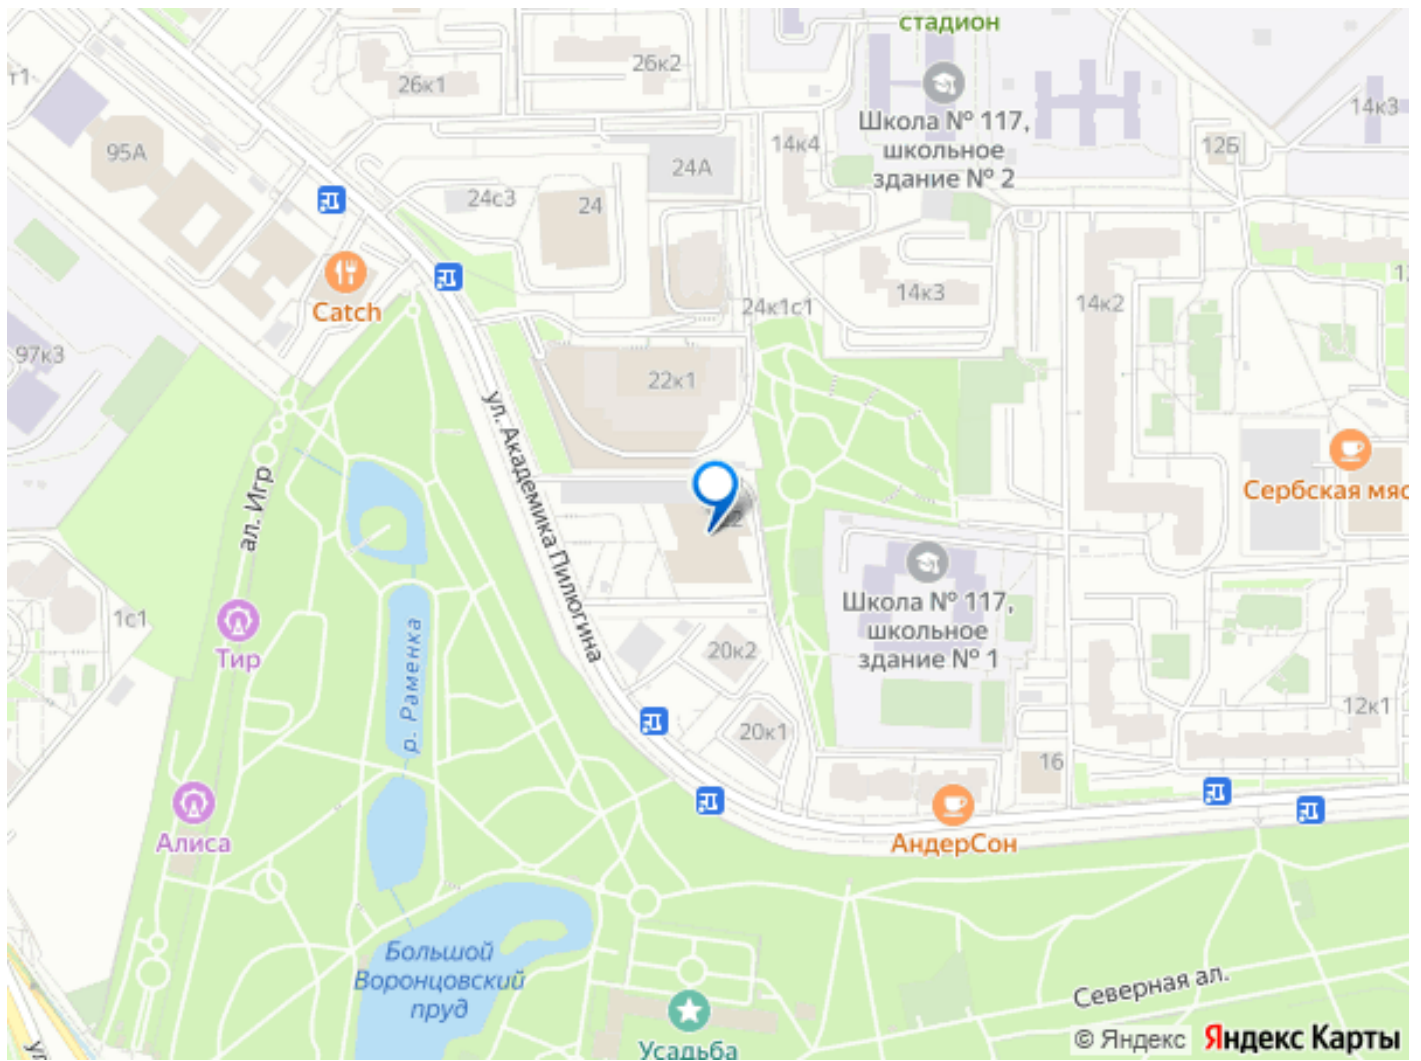 стадион
26к2
26к1
т1
14к3
Школа № 117,
школьное
здание № 2
14к4
12Б
95А
24А
24с3
24
Catch
24к1с1
14к3
14к2
97к3
22к1
ул. Академика Пилюгина
ал. Игр
Сербская мяс
Школа № 117,
школьное
здание № 1
1с1
Тир
р. Раменка
20к2
20к1
12к1
16
Алиса
АндерСон
Большой
Воронцовский
пруд
Северная ал.
Усадьба
© Яндекс Яндекс Карты